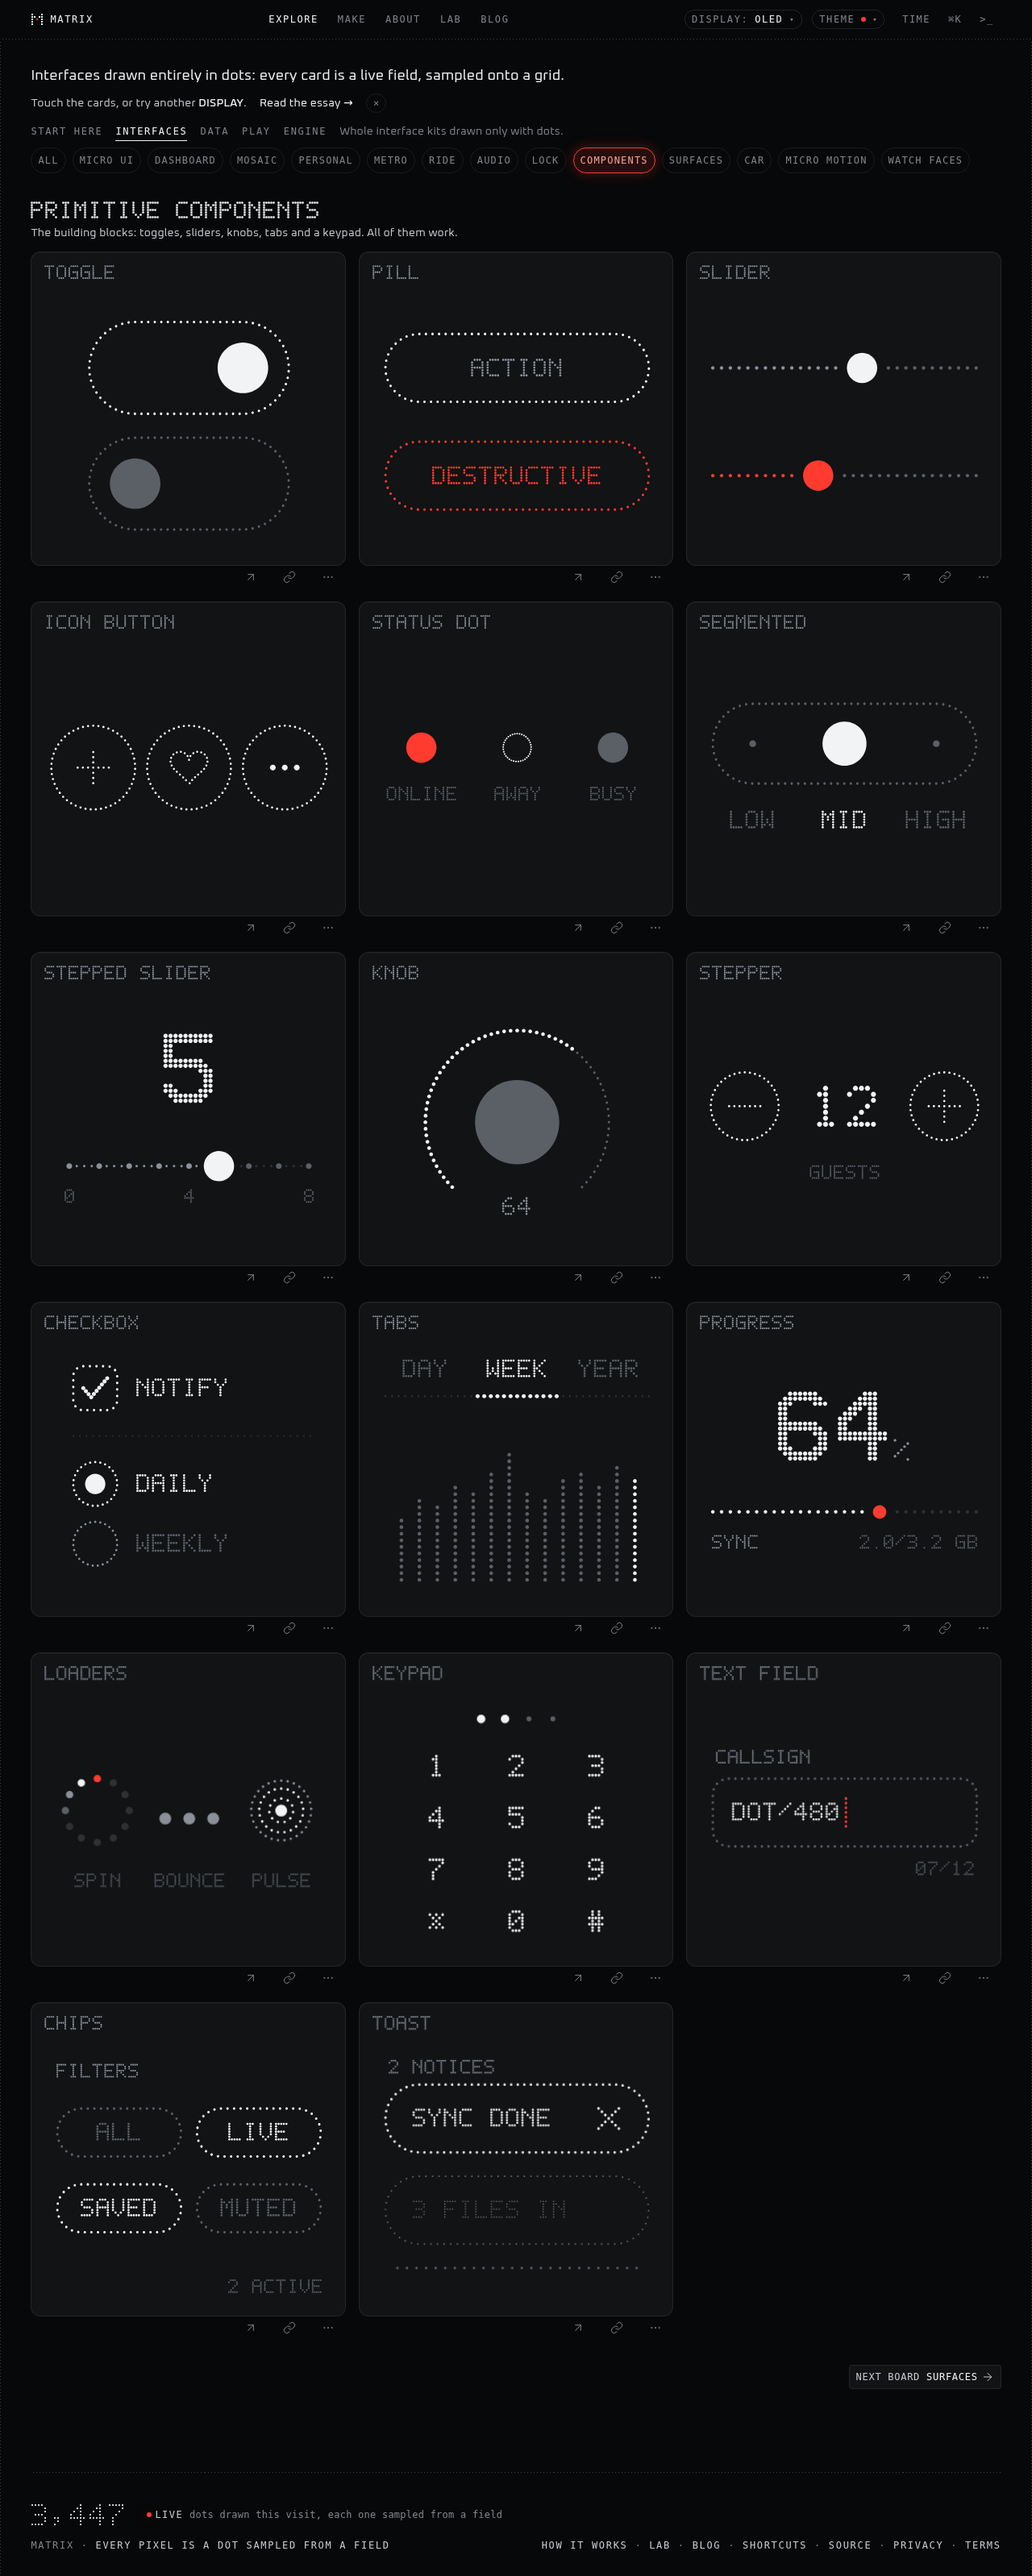 MATRIX EXPLORE MAKE ABOUT LAB BLOG DISPLAY: OLED THEME TIME ⌘K >_
Interfaces drawn entirely in dots: every card is a live field, sampled onto a grid.
Touch the cards, or try another DISPLAY. Read the essay → ×
START HERE INTERFACES DATA PLAY ENGINE Whole interface kits drawn only with dots.
ALL MICRO UI DASHBOARD MOSAIC PERSONAL METRO RIDE AUDIO LOCK COMPONENTS SURFACES CAR MICRO MOTION WATCH FACES
PRIMITIVE COMPONENTS
The building blocks: toggles, sliders, knobs, tabs and a keypad. All of them work.
TOGGLE
PILL
ACTION
DESTRUCTIVE
SLIDER
ICON BUTTON
STATUS DOT
ONLINE AWAY BUSY
SEGMENTED
LOW MID HIGH
STEPPED SLIDER
5
0 4 8
KNOB
64
STEPPER
12
GUESTS
CHECKBOX
NOTIFY
DAILY
WEEKLY
TABS
DAY WEEK YEAR
PROGRESS
64%
SYNC 2.0/3.2 GB
LOADERS
SPIN BOUNCE PULSE
KEYPAD
1 2 3
4 5 6
7 8 9
* 0 #
TEXT FIELD
CALLSIGN
DOT/480
07/12
CHIPS
FILTERS
ALL LIVE
SAVED MUTED
2 ACTIVE
TOAST
2 NOTICES
SYNC DONE
3 FILES IN
NEXT BOARD SURFACES →
3,447 LIVE dots drawn this visit, each one sampled from a field
MATRIX · EVERY PIXEL IS A DOT SAMPLED FROM A FIELD
HOW IT WORKS · LAB · BLOG · SHORTCUTS · SOURCE · PRIVACY · TERMS